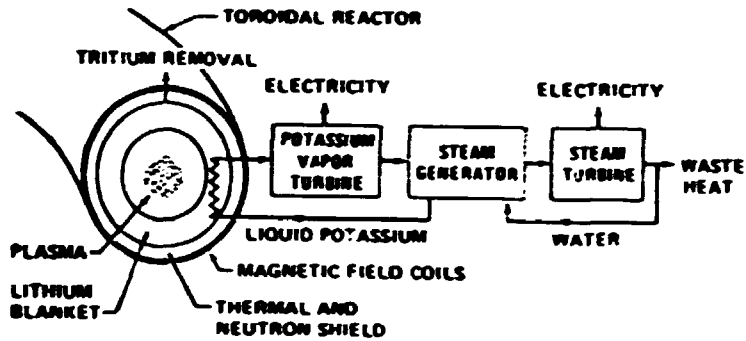 TOROIDAL REACTOR
TRITIUM REMOVAL
ELECTRICITY
ELECTRICITY
POTASSIUM
VAPOR
TURBINE
STEAM
GENERATOR
STEAM
TURBINE
WASTE
HEAT
LIQUID POTASSIUM
WATER
PLASMA
MAGNETIC FIELD COILS
LITHIUM
BLANKET
THERMAL AND
NEUTRON SHIELD